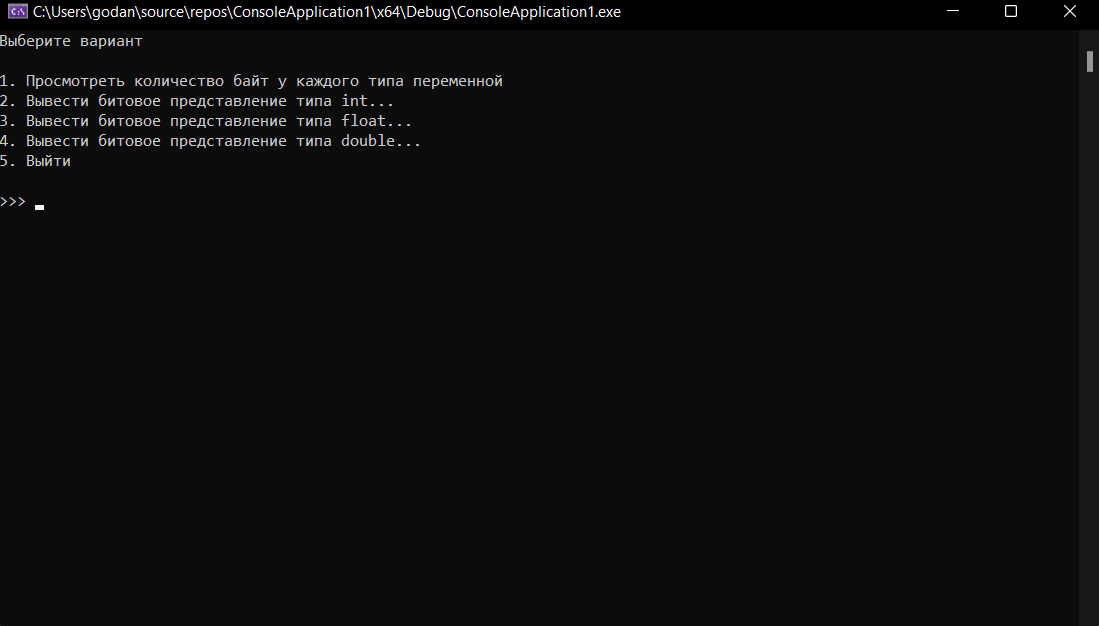 C:\Users\godan\source\repos\ConsoleApplication1\x64\Debug\ConsoleApplication1.exe
Выберите вариант
1. Просмотреть количество байт у каждого типа переменной
2. Вывести битовое представление типа int...
3. Вывести битовое представление типа float...
4. Вывести битовое представление типа double...
5. Выйти
>>>